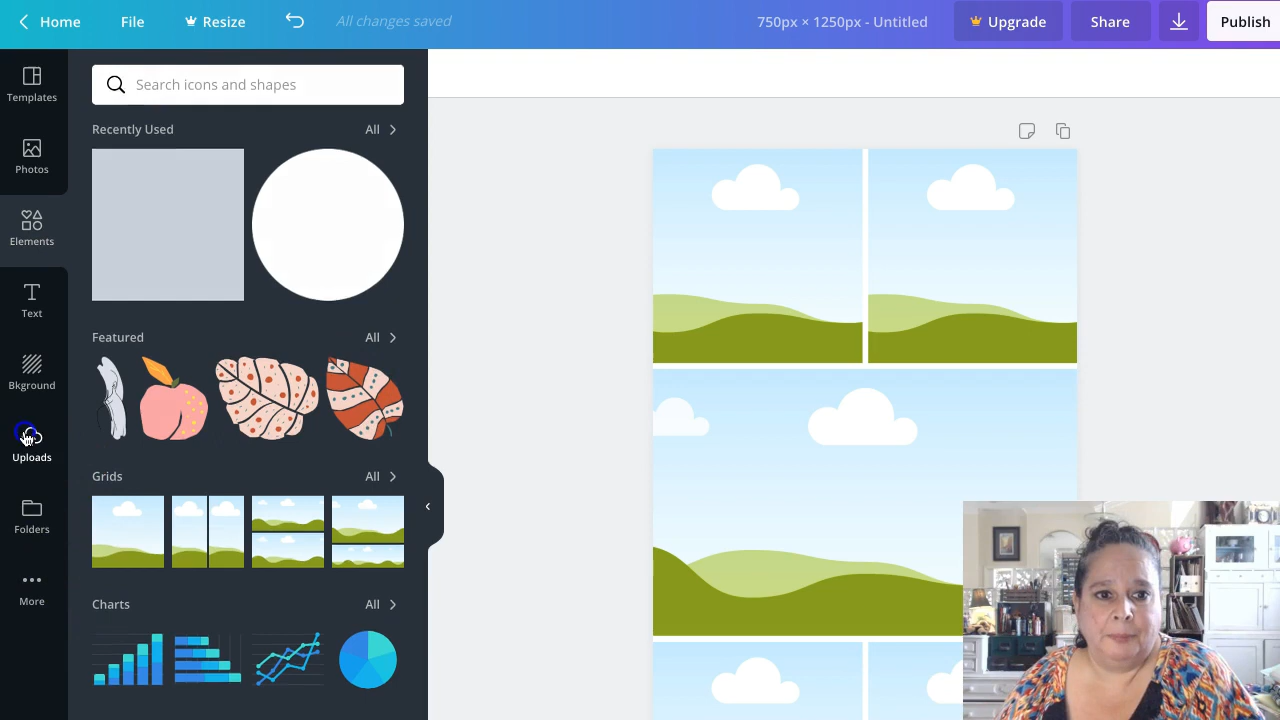 Home File Resize All changes saved 750px × 1250px - Untitled Upgrade Share Publish
Templates
Photos
Elements
Text
Bkground
Uploads
Folders
More
Search icons and shapes
Recently Used All
Featured All
Grids All
Charts All